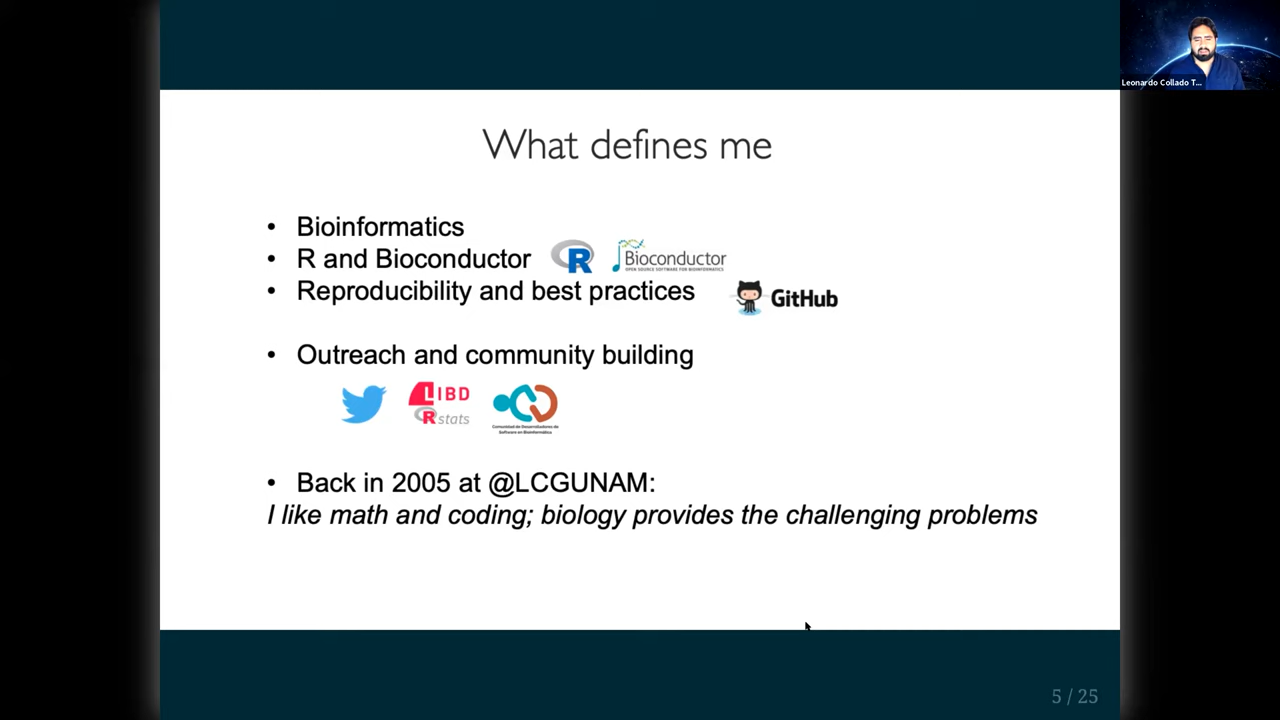 Leonardo Collado T...
What defines me
• Bioinformatics
• R and Bioconductor
R
Bioconductor
OPEN SOURCE SOFTWARE FOR BIOINFORMATICS
• Reproducibility and best practices
GitHub
• Outreach and community building
LIBD
Rstats
Comunidad de Desarrolladores de
Software en Bioinformática
• Back in 2005 at @LCGUNAM:
I like math and coding; biology provides the challenging problems
5 / 25